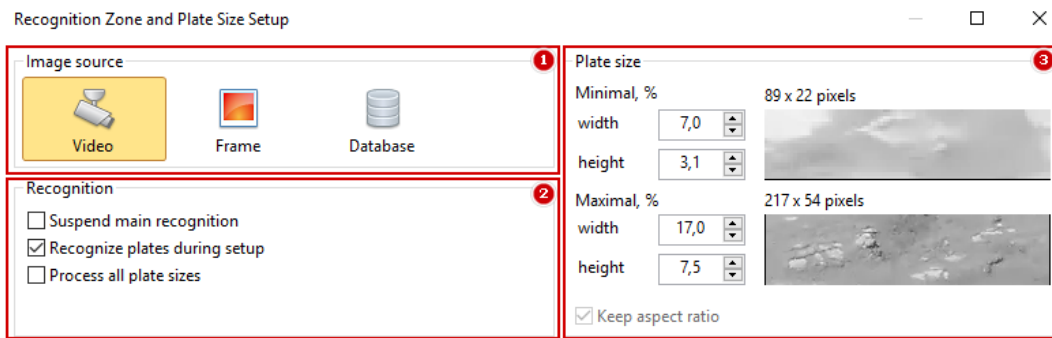 Recognition Zone and Plate Size Setup
Image source
1
Video
Frame
Database
Recognition
2
Suspend main recognition
Recognize plates during setup
Process all plate sizes
Plate size
3
Minimal, %
89 x 22 pixels
width 7,0
height 3,1
Maximal, %
217 x 54 pixels
width 17,0
height 7,5
Keep aspect ratio